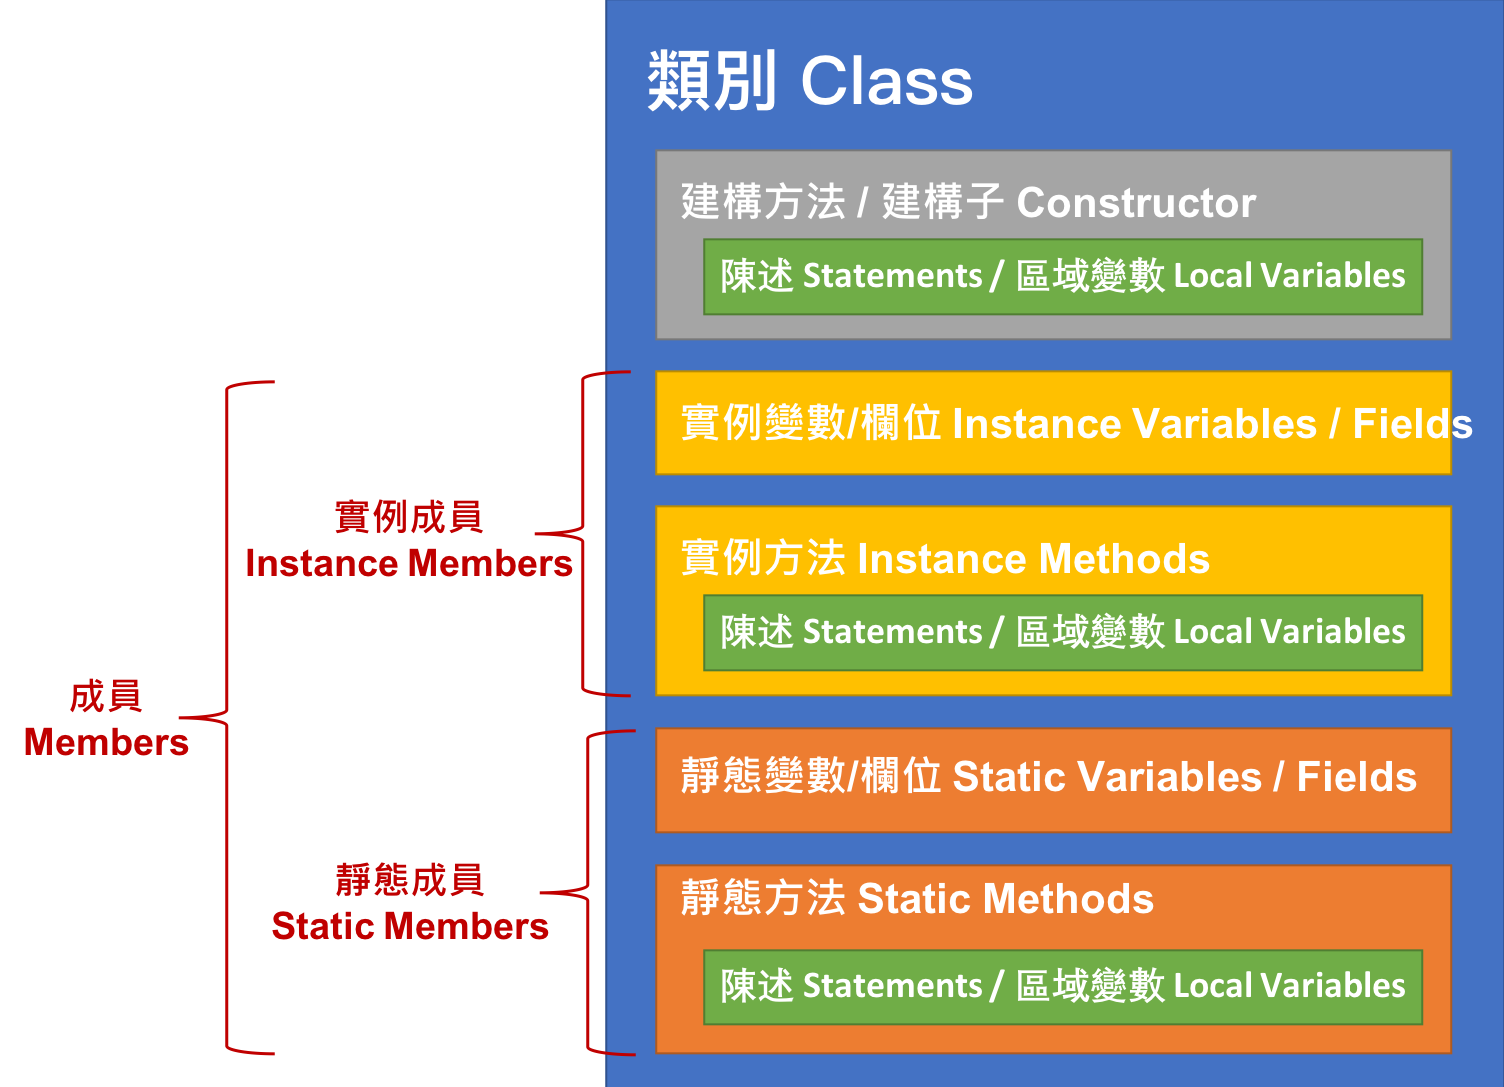 類別 Class
建構方法 / 建構子 Constructor
陳述 Statements / 區域變數 Local Variables
實例變數/欄位 Instance Variables / Fields
實例成員
Instance Members
實例方法 Instance Methods
陳述 Statements / 區域變數 Local Variables
成員
Members
靜態變數/欄位 Static Variables / Fields
靜態成員
Static Members
靜態方法 Static Methods
陳述 Statements / 區域變數 Local Variables